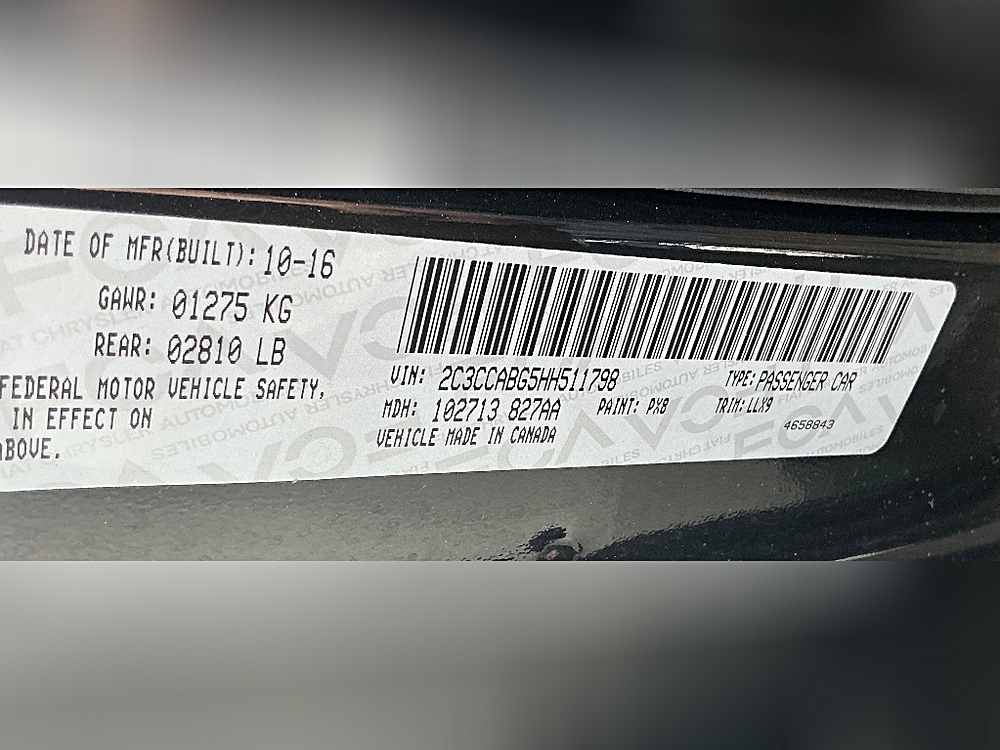 DATE OF MFR(BUILT): 10-16
GAWR: 01275 KG
REAR: 02810 LB
FEDERAL MOTOR VEHICLE SAFETY,
IN EFFECT ON
ABOVE.
VIN: 2C3CCABG5HH511798
TYPE: PASSENGER CAR
MDH: 102713 827AA
PAINT: PX8
TRIM: LLX9
VEHICLE MADE IN CANADA
4658843